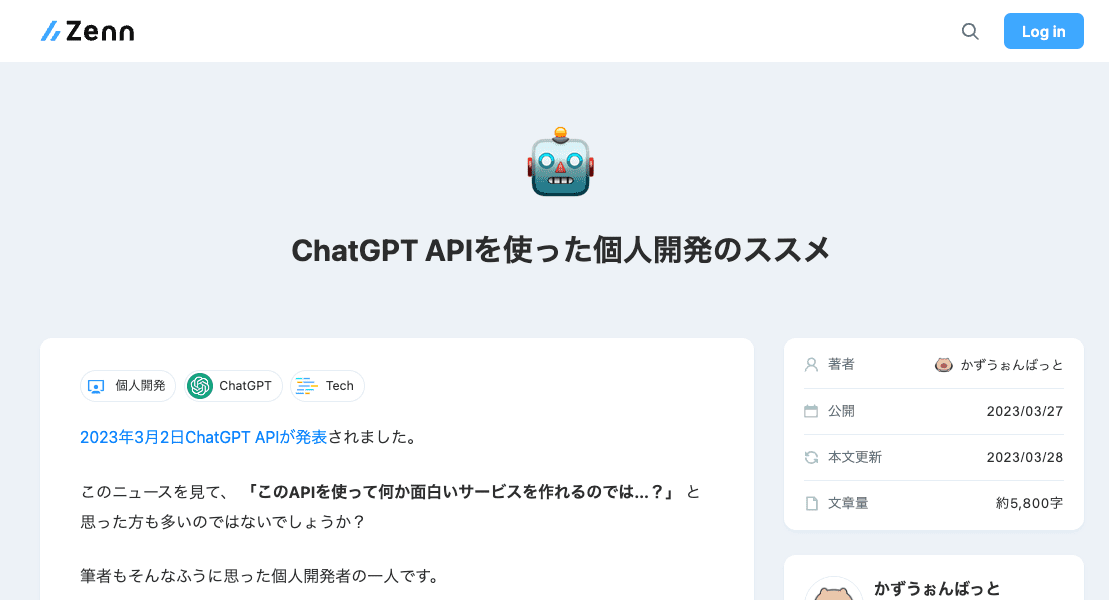 Zenn
Log in
ChatGPT APIを使った個人開発のススメ
個人開発
ChatGPT
Tech
2023年3月2日ChatGPT APIが発表されました。
このニュースを見て、 「このAPIを使って何か面白いサービスを作れるのでは...？」 と
思った方も多いのではないでしょうか？
筆者もそんなふうに思った個人開発者の一人です。
著者 かずうぉんばっと
公開 2023/03/27
本文更新 2023/03/28
文章量 約5,800字
かずうぉんばっと